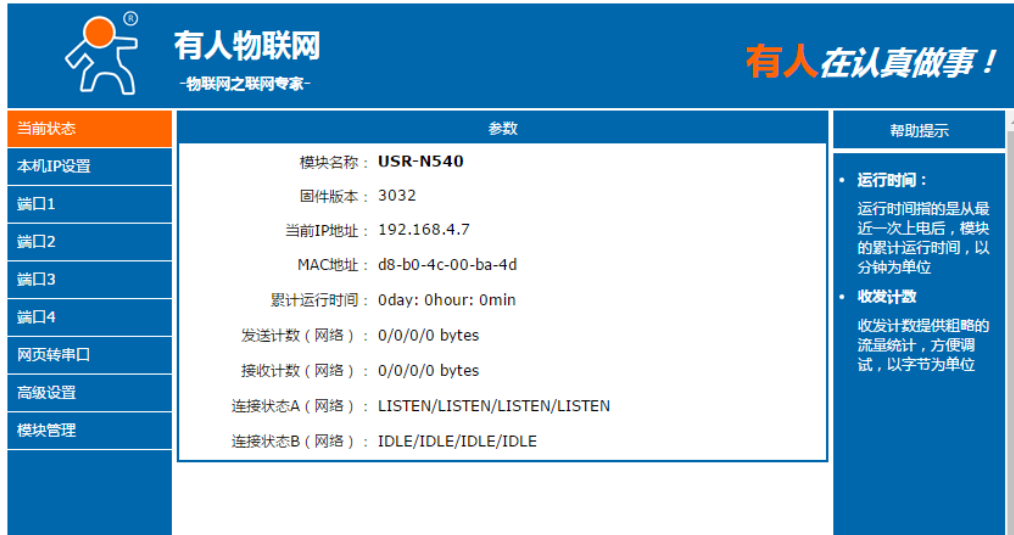 ®
有人物联网
-物联网之联网专家-
有人在认真做事！
当前状态
本机IP设置
端口1
端口2
端口3
端口4
网页转串口
高级设置
模块管理
参数
模块名称： USR-N540
固件版本： 3032
当前IP地址： 192.168.4.7
MAC地址： d8-b0-4c-00-ba-4d
累计运行时间： 0day: 0hour: 0min
发送计数（网络）： 0/0/0/0 bytes
接收计数（网络）： 0/0/0/0 bytes
连接状态A（网络）： LISTEN/LISTEN/LISTEN/LISTEN
连接状态B（网络）： IDLE/IDLE/IDLE/IDLE
帮助提示
• 运行时间：
运行时间指的是从最
近一次上电后，模块
的累计运行时间，以
分钟为单位
• 收发计数
收发计数提供粗略的
流量统计，方便调
试，以字节为单位